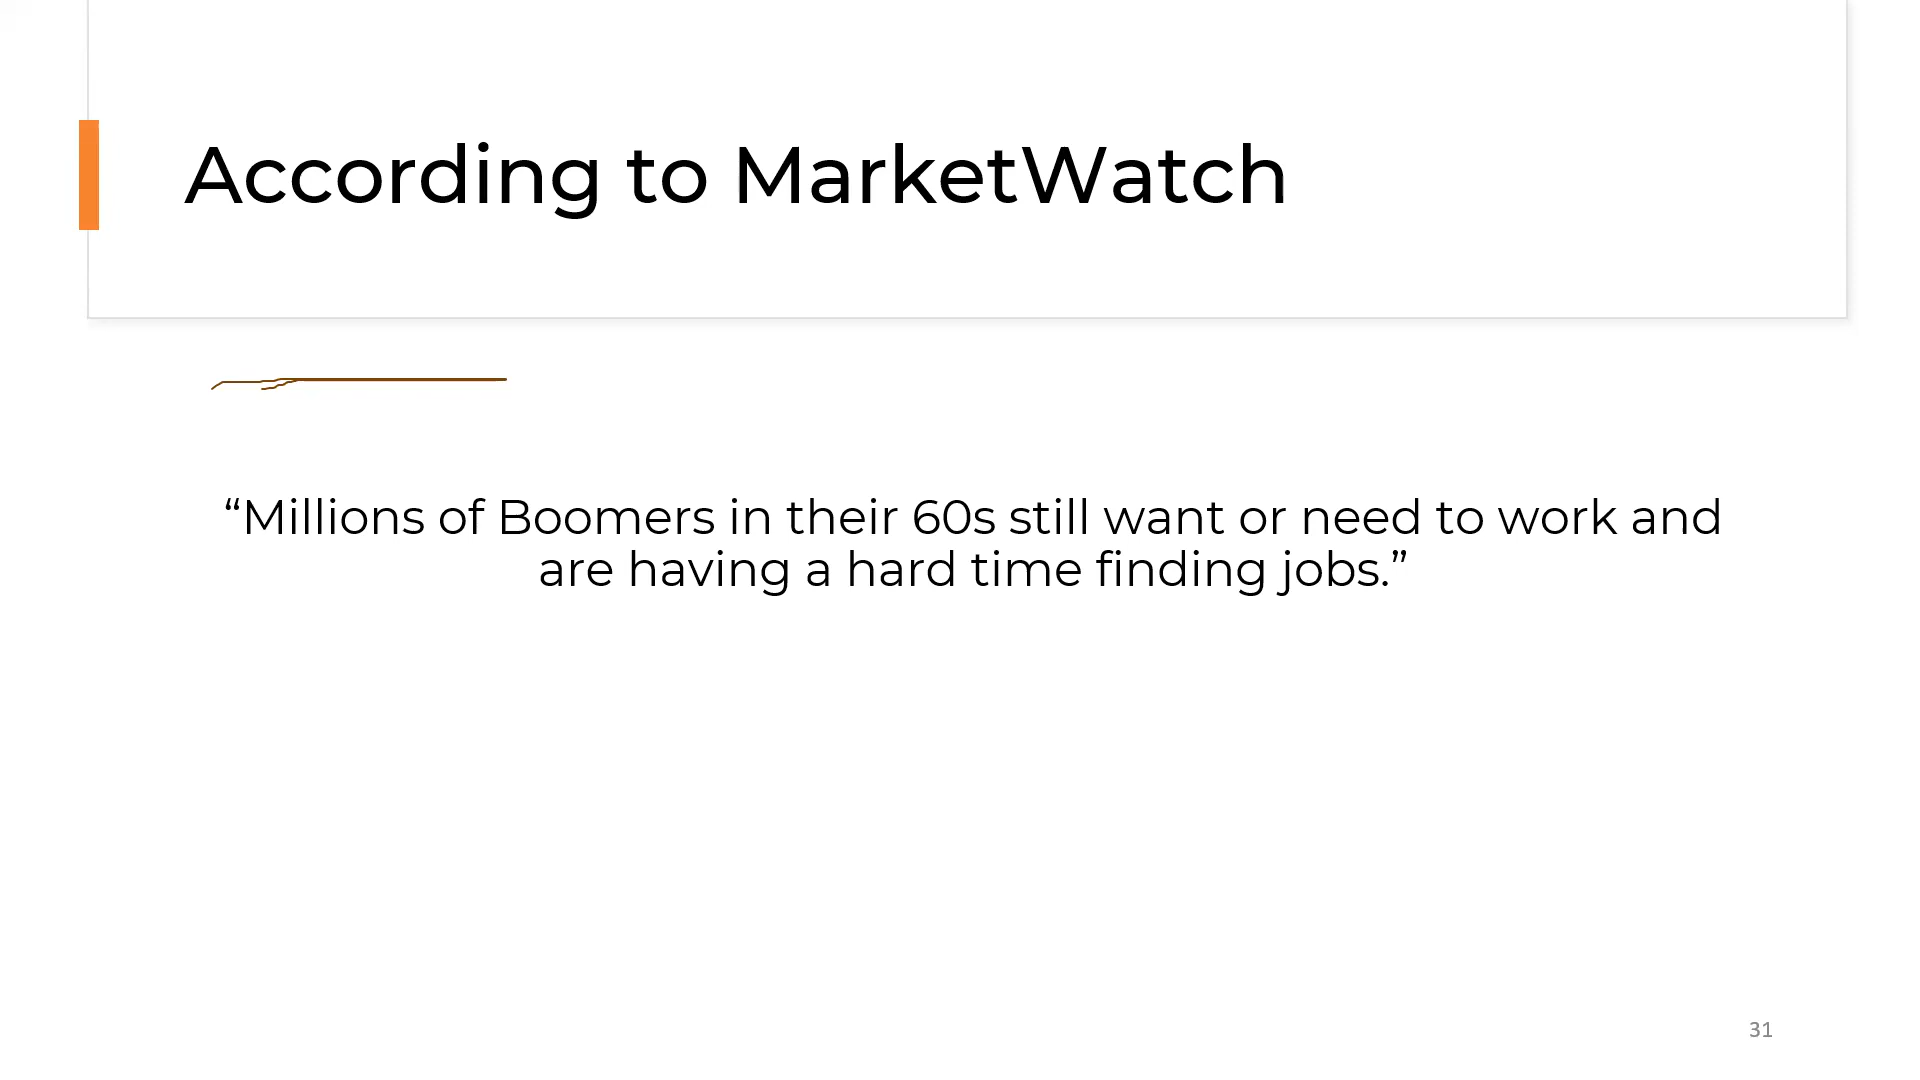 According to MarketWatch
“Millions of Boomers in their 60s still want or need to work and
are having a hard time finding jobs.”
31